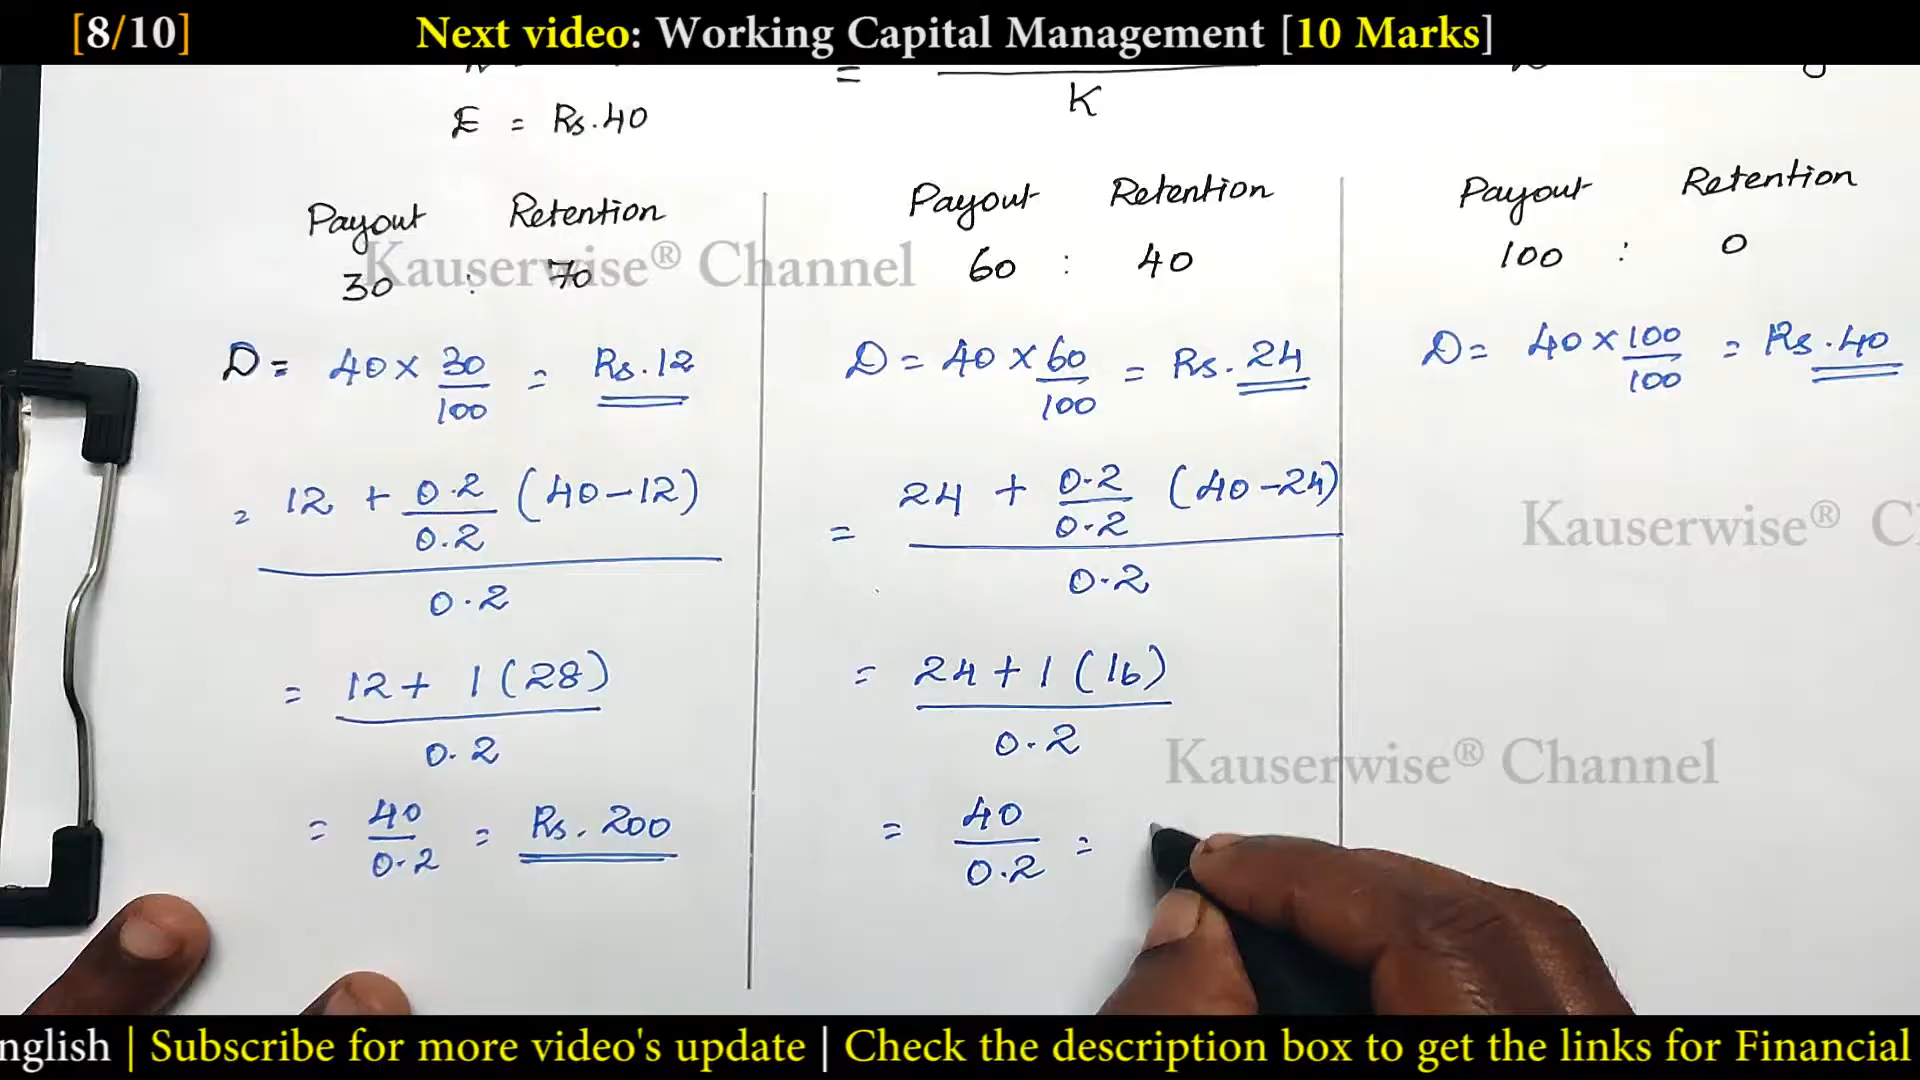 [8/10] Next video: Working Capital Management [10 Marks]
=
K
E = Rs.40
Payout Retention
30 : 70
D = 40 × 30/100 = Rs.12
= 12 + 0.2/0.2 (40-12)
0.2
= 12 + 1(28)
0.2
= 40/0.2 = Rs. 200
Payout Retention
60 : 40
D = 40 × 60/100 = Rs. 24
= 24 + 0.2/0.2 (40-24)
0.2
= 24 + 1 (16)
0.2
= 40/0.2 =
Payout Retention
100 : 0
D = 40 × 100/100 = Rs.40
Kauserwise® Channel
Kauserwise® C
Kauserwise® Channel
nglish | Subscribe for more video's update | Check the description box to get the links for Financial